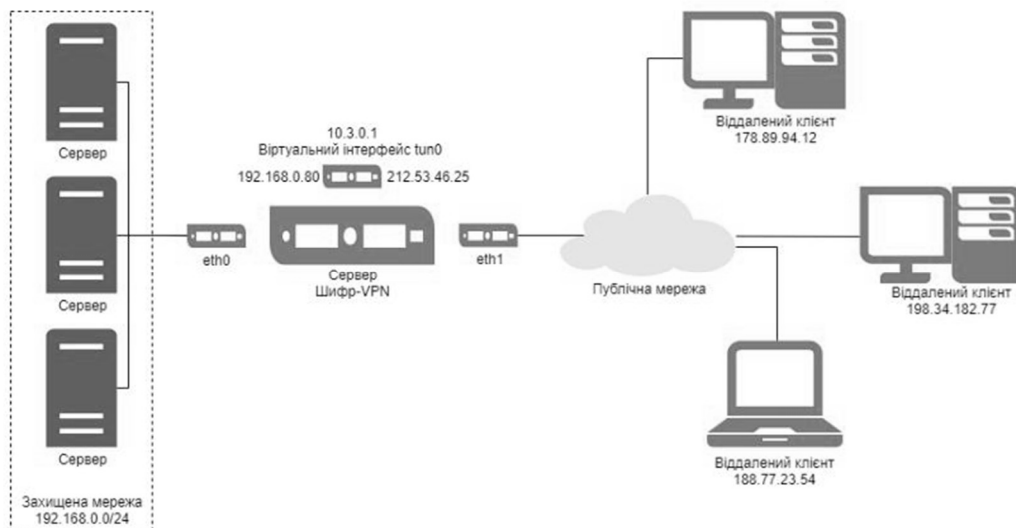 Сервер
Сервер
Сервер
Захищена мережа
192.168.0.0/24
10.3.0.1
Віртуальний інтерфейс tun0
192.168.0.80
212.53.46.25
eth0
Сервер
Шифр-VPN
eth1
Публічна мережа
Віддалений клієнт
178.89.94.12
Віддалений клієнт
198.34.182.77
Віддалений клієнт
188.77.23.54